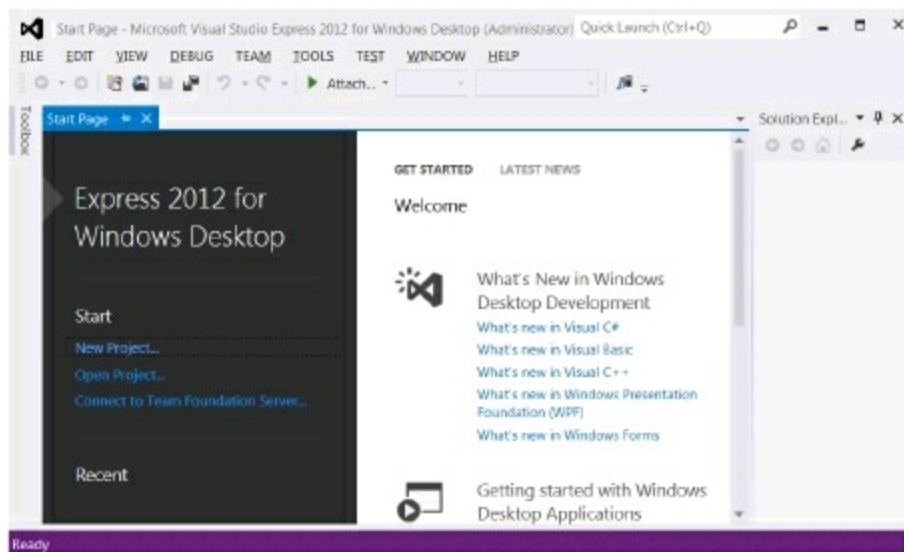 Start Page - Microsoft Visual Studio Express 2012 for Windows Desktop (Administrator) Quick Launch (Ctrl+Q)
FILE EDIT VIEW DEBUG TEAM TOOLS TEST WINDOW HELP
Attach...
Toolbox
Start Page
Solution Expl...
Express 2012 for
Windows Desktop
Start
New Project...
Open Project...
Connect to Team Foundation Server...
Recent
GET STARTED LATEST NEWS
Welcome
What's New in Windows
Desktop Development
What's new in Visual C#
What's new in Visual Basic
What's new in Visual C++
What's new in Windows Presentation
Foundation (WPF)
What's new in Windows Forms
Getting started with Windows
Desktop Applications
Ready